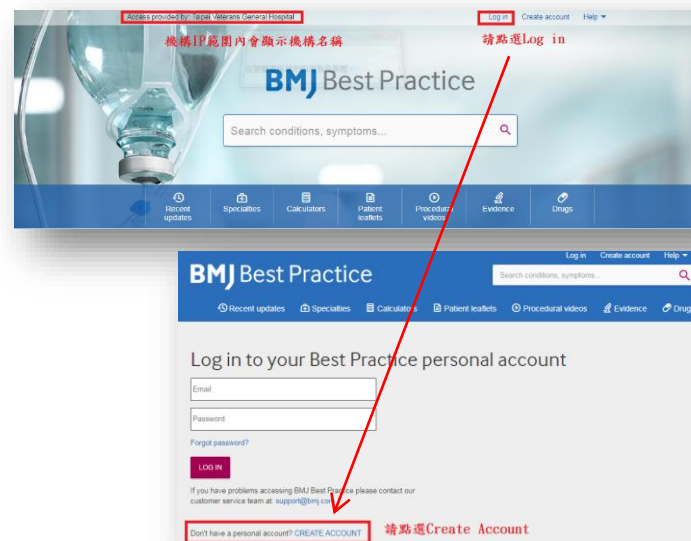 Access provided by: Taipei Veterans General Hospital
Log in Create account Help
機構IP範圍內會顯示機構名稱
請點選Log in
BMJ Best Practice
Search conditions, symptoms...
Recent updates
Specialties
Calculators
Patient leaflets
Procedural videos
Evidence
Drugs
Log in Create account Help
BMJ Best Practice
Search conditions, symptoms...
Recent updates Specialties Calculators Patient leaflets Procedural videos Evidence Drug
Log in to your Best Practice personal account
Email
Password
Forgot password?
LOG IN
If you have problems accessing BMJ Best Practice please contact our
customer service team at: support@bmj.com
Don't have a personal account? CREATE ACCOUNT
請點選Create Account